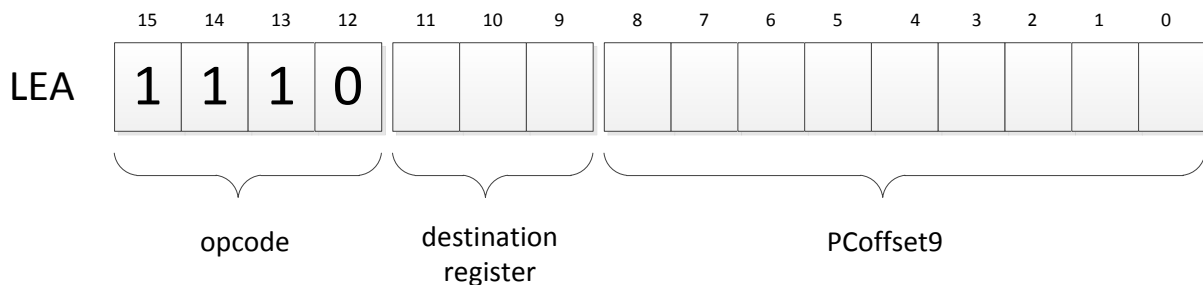 15 14 13 12 11 10 9 8 7 6 5 4 3 2 1 0
LEA 1 1 1 0
opcode destination register PCoffset9